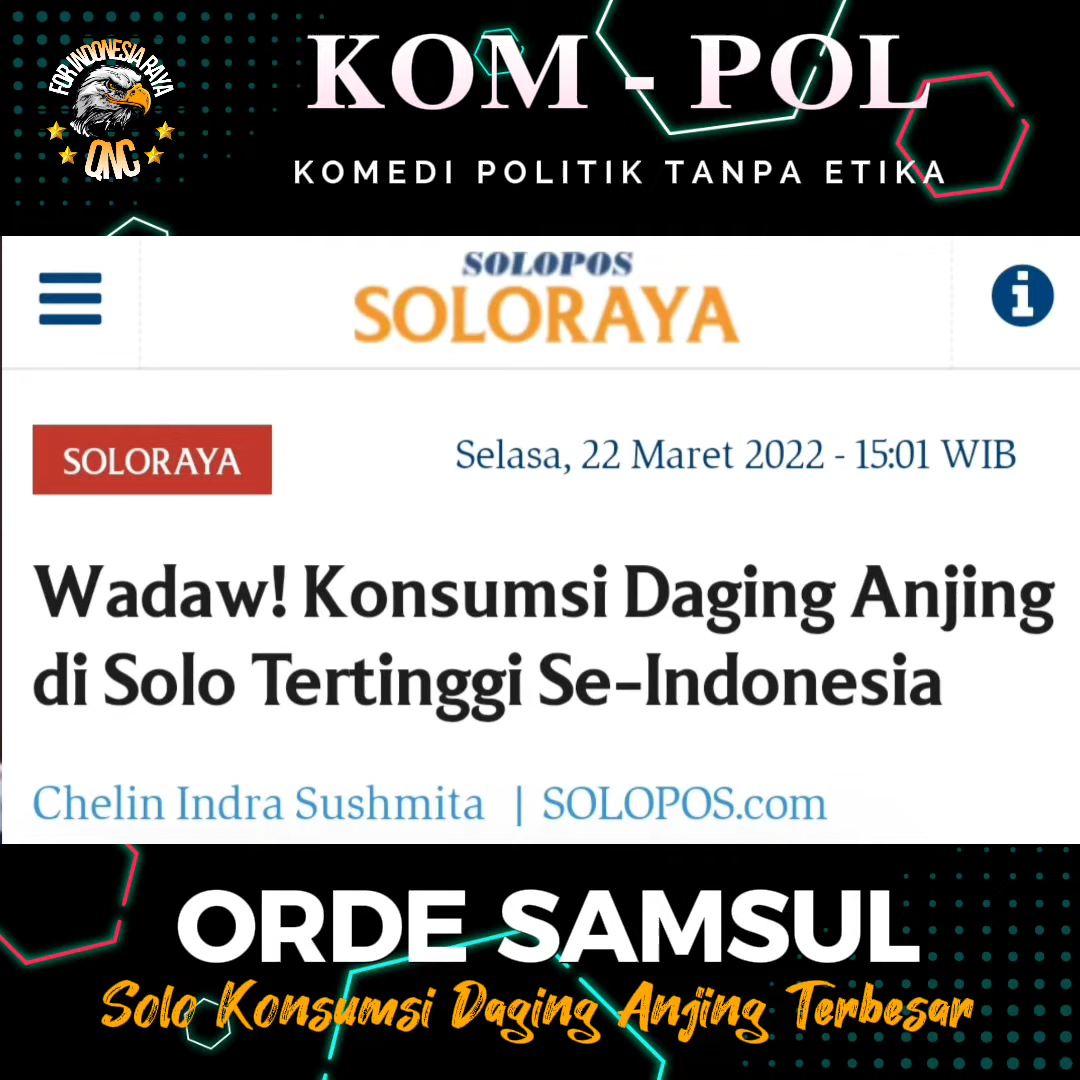 FOR INDONESIA RAYA
QNC
KOM - POL
KOMEDI POLITIK TANPA ETIKA
SOLOPOS
SOLORAYA
SOLORAYA
Selasa, 22 Maret 2022 - 15:01 WIB
Wadaw! Konsumsi Daging Anjing
di Solo Tertinggi Se-Indonesia
Chelin Indra Sushmita | SOLOPOS.com
ORDE SAMSUL
Solo Konsumsi Daging Anjing Terbesar